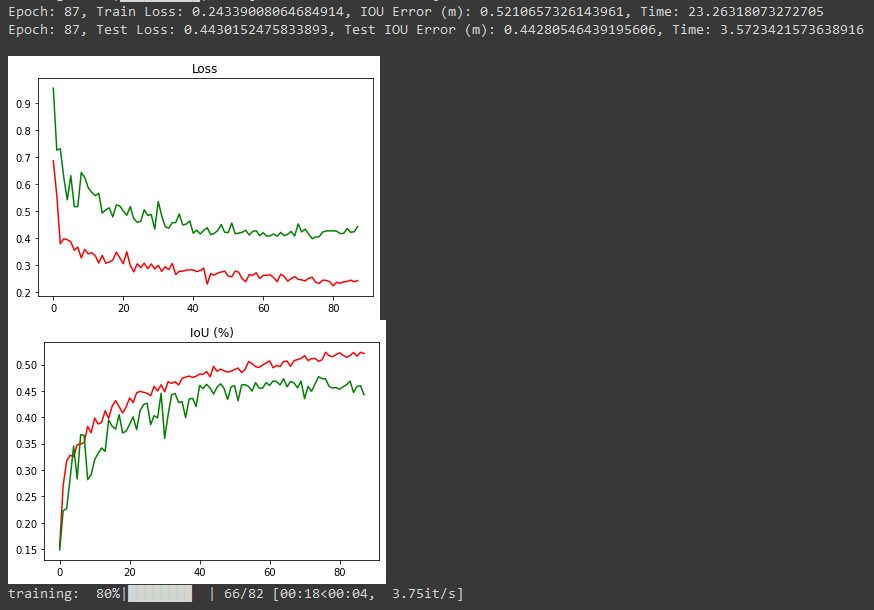 Epoch: 87, Train Loss: 0.24339008064684914, IOU Error (m): 0.5210657326143961, Time: 23.26318073272705
Epoch: 87, Test Loss: 0.4430152475833893, Test IOU Error (m): 0.44280546439195606, Time: 3.5723421573638916
Loss
0.9
0.8
0.7
0.6
0.5
0.4
0.3
0.2
0 20 40 60 80
IoU (%)
0.50
0.45
0.40
0.35
0.30
0.25
0.20
0.15
0 20 40 60 80
training: 80%| | 66/82 [00:18<00:04, 3.75it/s]